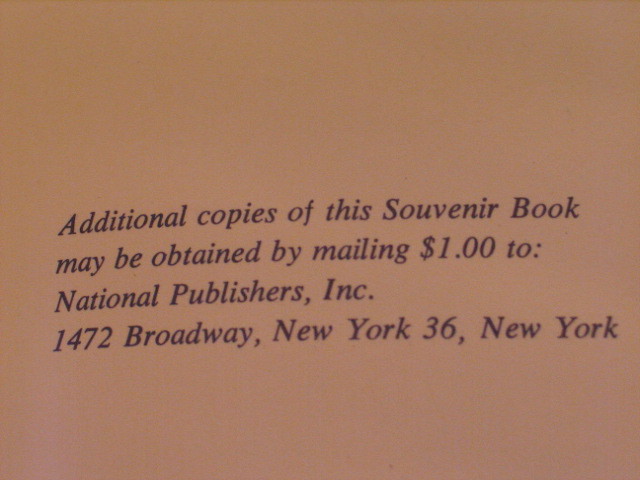 Additional copies of this Souvenir Book
may be obtained by mailing $1.00 to:
National Publishers, Inc.
1472 Broadway, New York 36, New York